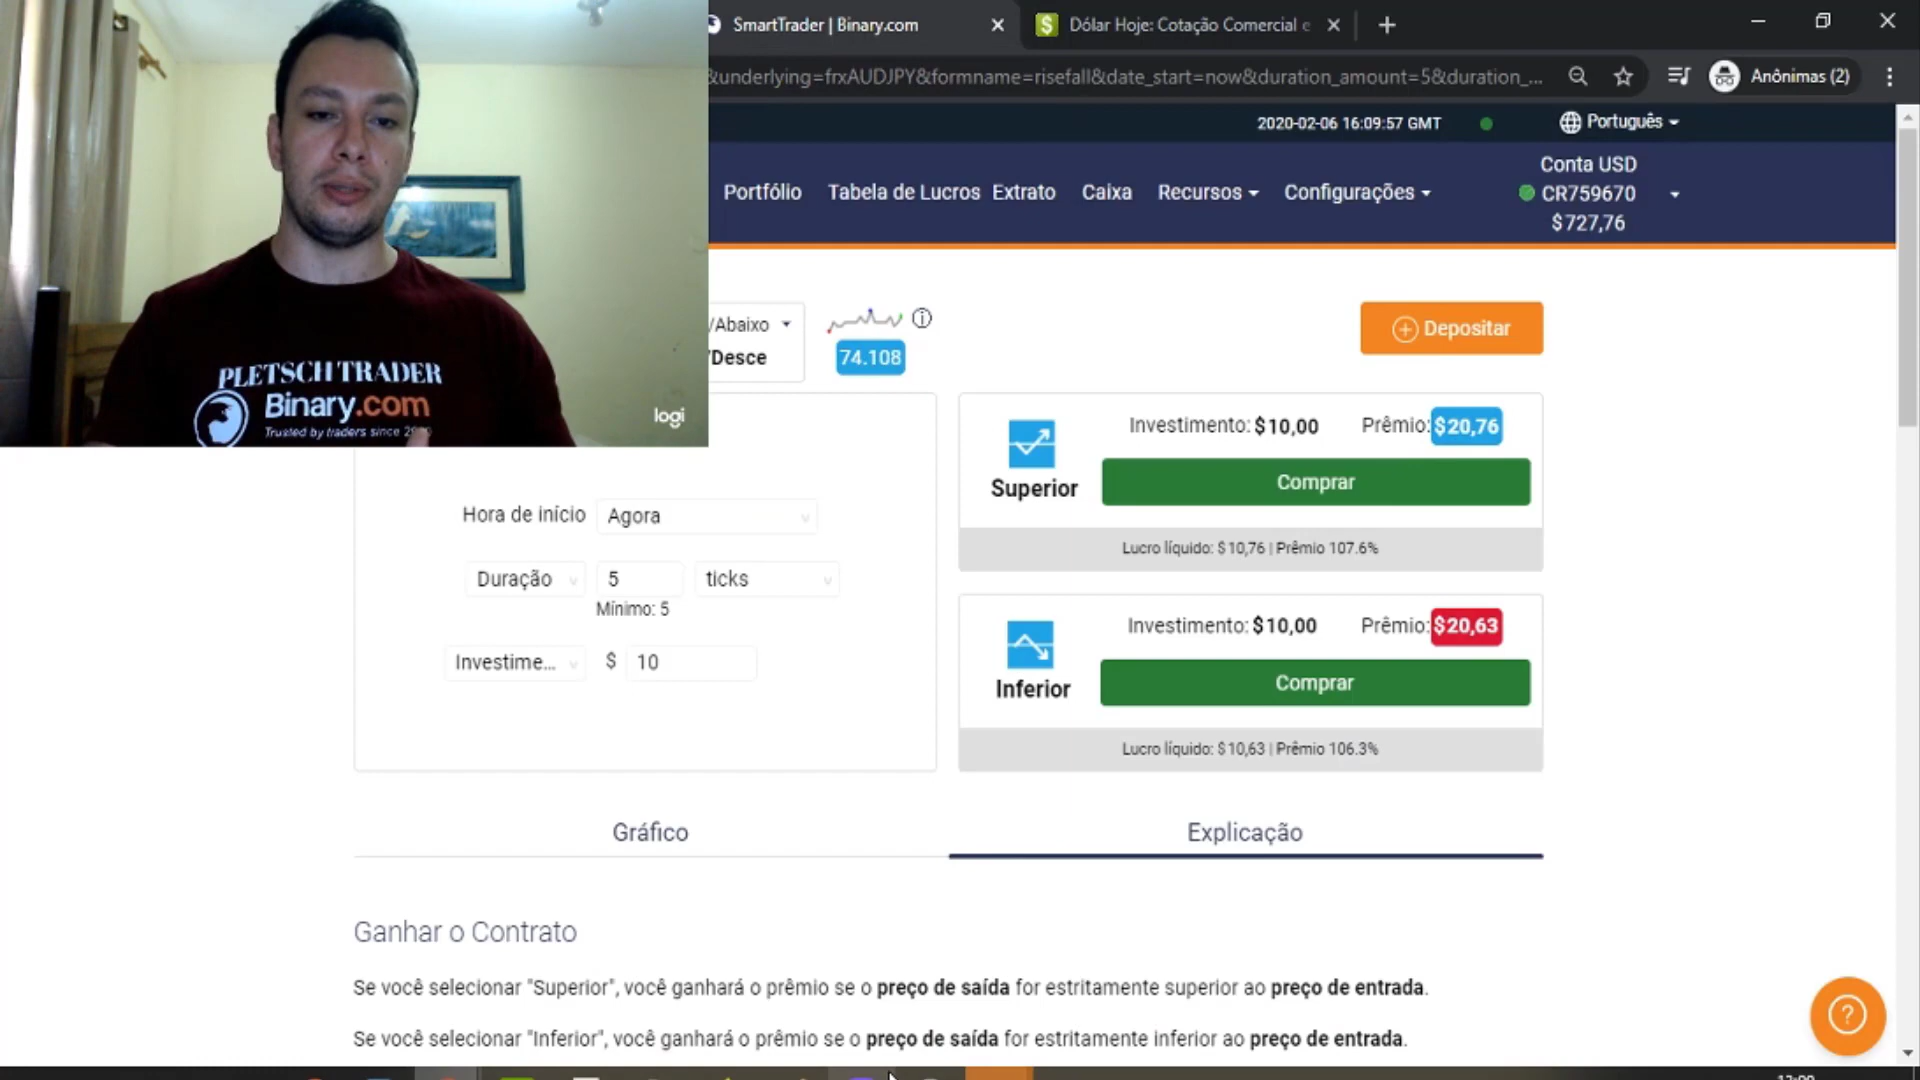 SmartTrader | Binary.com
Dólar Hoje: Cotação Comercial e
&underlying=frxAUDJPY&formname=risefall&date_start=now&duration_amount=5&duration_...
Anônimas (2)
2020-02-06 16:09:57 GMT
Português
Portfólio
Tabela de Lucros
Extrato
Caixa
Recursos
Configurações
Conta USD
CR759670
$727,76
/Abaixo
/Desce
74.108
Depositar
PLETSCH TRADER
Binary.com
Trusted by traders since
logi
Hora de início
Agora
Duração
5
ticks
Mínimo: 5
Investime...
$
10
Superior
Investimento: $10,00
Prêmio: $20,76
Comprar
Lucro líquido: $10,76 | Prêmio 107.6%
Inferior
Investimento: $10,00
Prêmio: $20,63
Comprar
Lucro líquido: $10,63 | Prêmio 106.3%
Gráfico
Explicação
Ganhar o Contrato
Se você selecionar "Superior", você ganhará o prêmio se o preço de saída for estritamente superior ao preço de entrada.
Se você selecionar "Inferior", você ganhará o prêmio se o preço de saída for estritamente inferior ao preço de entrada.